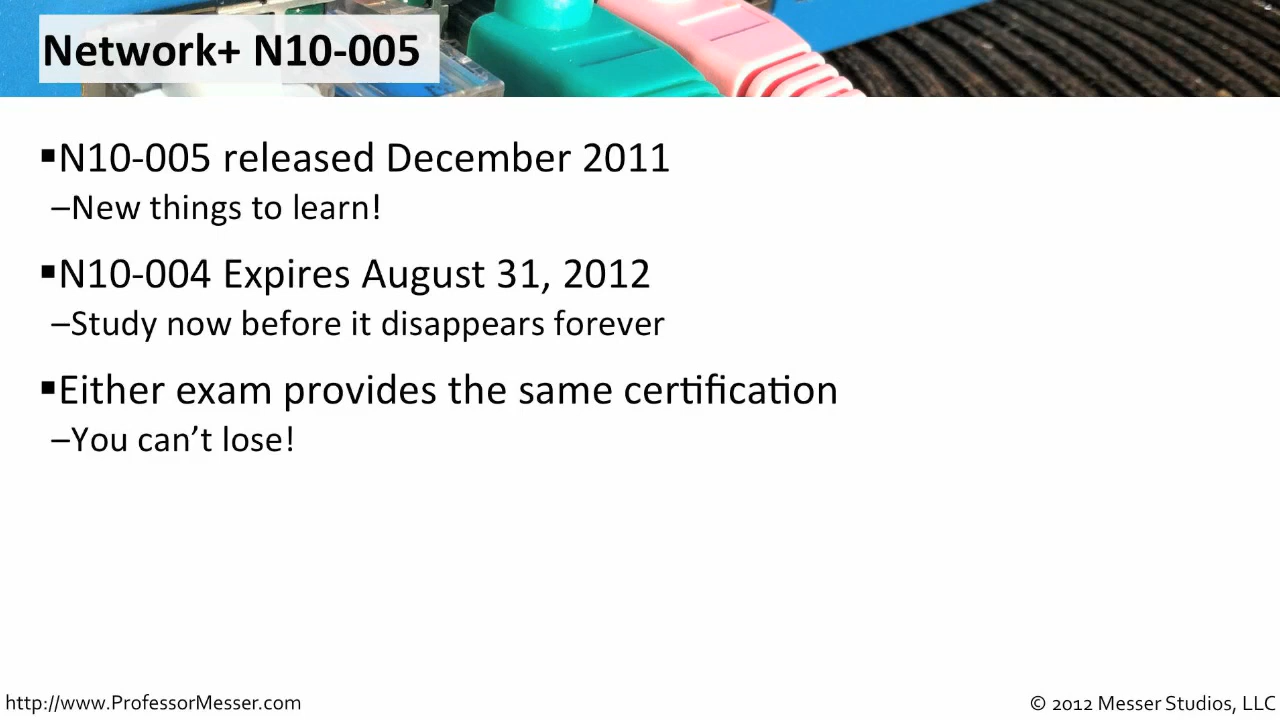 Network+ N10-005
▪N10-005 released December 2011
–New things to learn!
▪N10-004 Expires August 31, 2012
–Study now before it disappears forever
▪Either exam provides the same certification
–You can’t lose!
http://www.ProfessorMesser.com
© 2012 Messer Studios, LLC